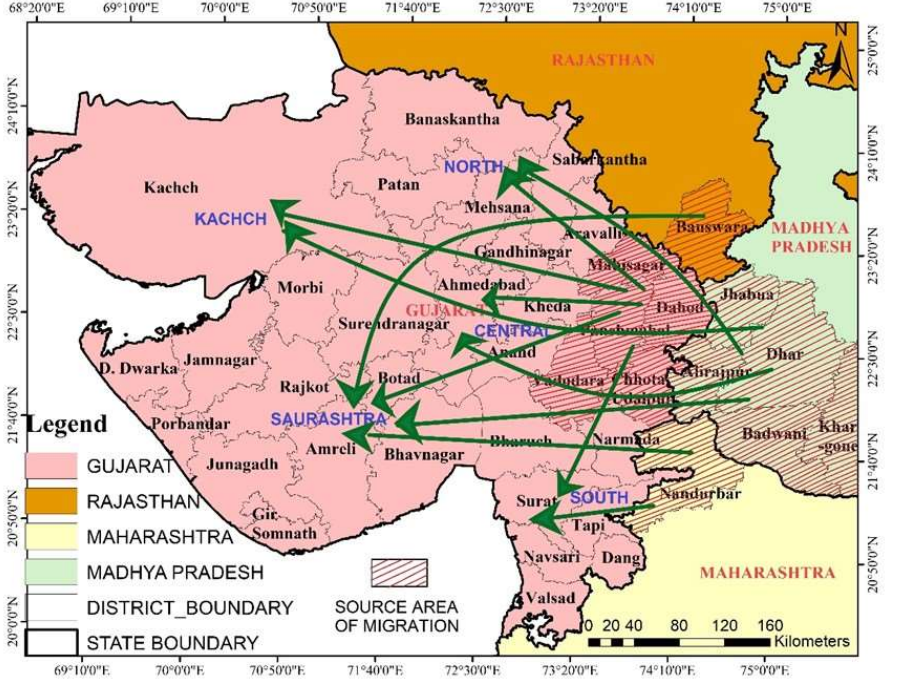 68°20'0"E 69°10'0"E 70°0'0"E 70°50'0"E 71°40'0"E 72°30'0"E 73°20'0"E 74°10'0"E 75°0'0"E
N
25°0'0"N
RAJASTHAN
24°10'0"N
Banaskantha
24°10'0"N
NORTH
Sabarkantha
Kachch
Patan
Mehsana
KACHCH
23°20'0"N
Bauswara
Aravallis
MADHYA
PRADESH
23°20'0"N
Gandhinagar
Mahisagar
Morbi
Ahmedabad
Jhabua
Kheda
Dahod
GUJARAT
22°30'0"N
Surendranagar
CENTRAL
Panchmahal
Anand
Dhar
22°30'0"N
D. Dwarka
Jamnagar
Alirajpur
Rajkot
Botad
Vadodara
Chhota
Udaipur
21°40'0"N
SAURASHTRA
Legend
Porbandar
Khar
-gone
Badwani
Amreli
Bhavnagar
Bharuch
Narmada
21°40'0"N
GUJARAT
Junagadh
Nandurbar
RAJASTHAN
Surat
SOUTH
Gir
Somnath
Tapi
20°50'0"N
MAHARASHTRA
Navsari
Dang
20°50'0"N
MADHYA PRADESH
MAHARASHTRA
Valsad
DISTRICT_BOUNDARY
SOURCE AREA
OF MIGRATION
20°0'0"N
STATE BOUNDARY
0 20 40 80 120 160
Kilometers
69°10'0"E 70°0'0"E 70°50'0"E 71°40'0"E 72°30'0"E 73°20'0"E 74°10'0"E 75°0'0"E